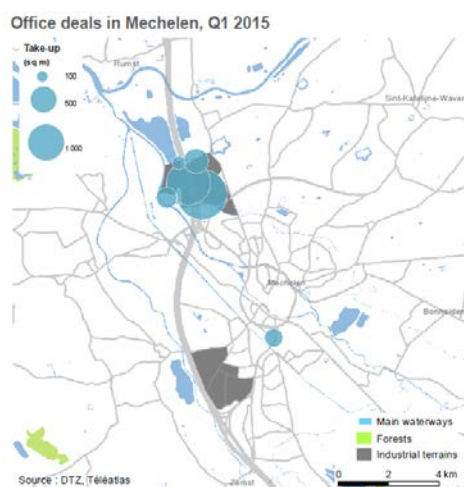 Office deals in Mechelen, Q1 2015
Take-up
(sq m)
100
500
1 000
Rumst
Sint-Katelijne-Waver
Mechelen
Bonheiden
Zemst
Main waterways
Forests
Industrial terrains
Source : DTZ, Téléatlas
0 2 4 km